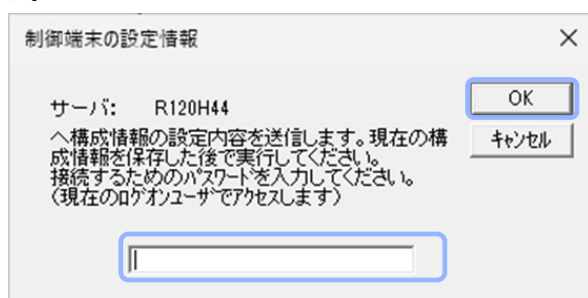 制御端末の設定情報
サーバ: R120H44
へ構成情報の設定内容を送信します。現在の構
成情報を保存した後で実行してください。
接続するためのパスワードを入力してください。
(現在のログオンユーザでアクセスします)
OK
キャンセル